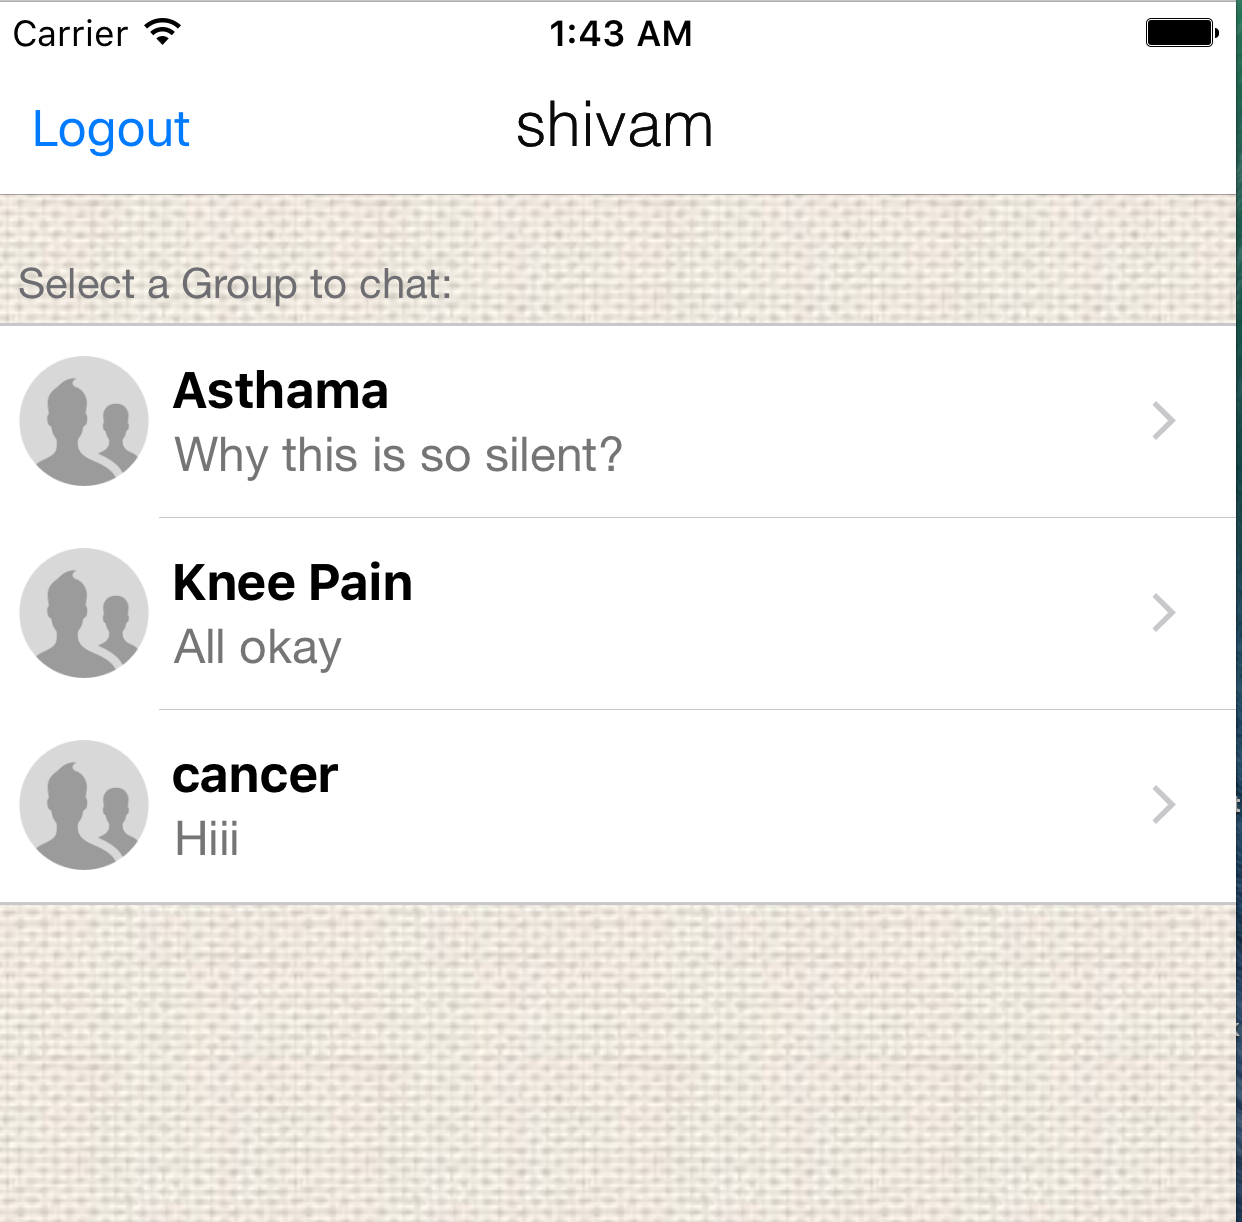 Carrier 1:43 AM
Logout shivam
Select a Group to chat:
Asthama
Why this is so silent?
Knee Pain
All okay
cancer
Hiii